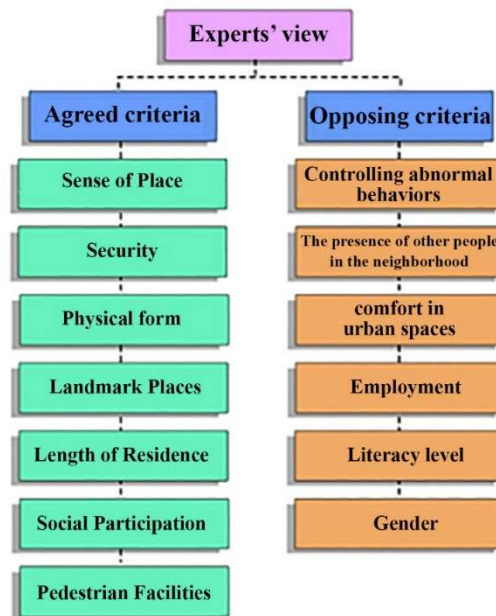 Experts' view
Agreed criteria
Sense of Place
Security
Physical form
Landmark Places
Length of Residence
Social Participation
Pedestrian Facilities
Opposing criteria
Controlling abnormal
behaviors
The presence of other people
in the neighborhood
comfort in
urban spaces
Employment
Literacy level
Gender